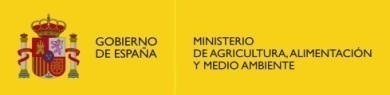 GOBIERNO
DE ESPAÑA
MINISTERIO
DE AGRICULTURA, ALIMENTACIÓN
Y MEDIO AMBIENTE